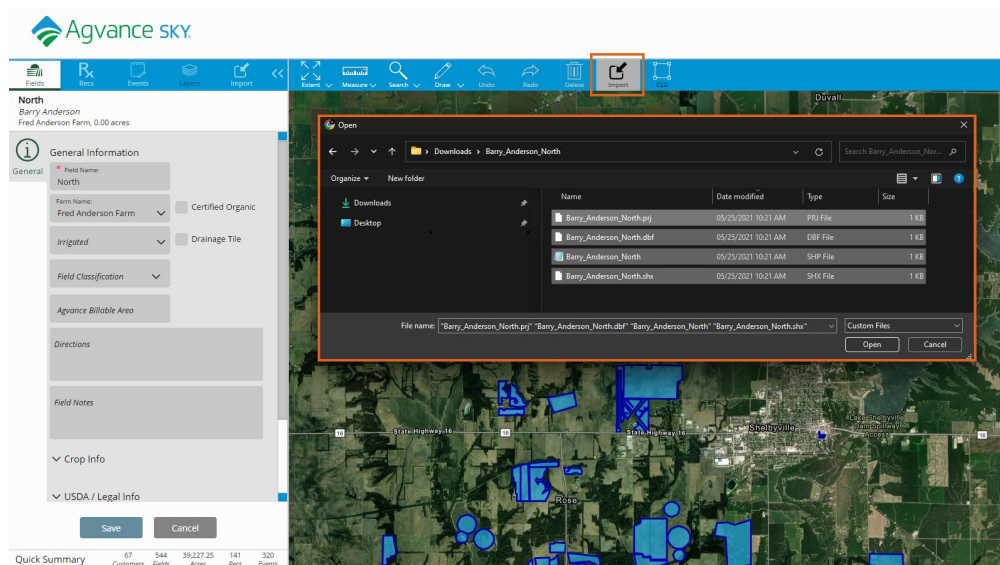 Agvance SKY.
Fields Recs Events Layers Import
Extent Measure Search Draw Undo Redo Delete Import CLU
North
Barry Anderson
Fred Anderson Farm, 0.00 acres
General
General Information
* Field Name:
North
Farm Name:
Fred Anderson Farm
Certified Organic
Irrigated
Drainage Tile
Field Classification
Agvance Billable Area
Directions
Field Notes
Crop Info
USDA / Legal Info
Save Cancel
Quick Summary
67 544 39,227.25 141 320
Customers Fields Acres Recs Events
Duvall
Open
Downloads › Barry_Anderson_North
Search Barry_Anderson_Nor...
Organize New folder
Downloads
Desktop
Name Date modified Type Size
Barry_Anderson_North.prj 05/25/2021 10:21 AM PRJ File 1 KB
Barry_Anderson_North.dbf 05/25/2021 10:21 AM DBF File 1 KB
Barry_Anderson_North 05/25/2021 10:21 AM SHP File 1 KB
Barry_Anderson_North.shx 05/25/2021 10:21 AM SHX File 1 KB
File name: "Barry_Anderson_North.prj" "Barry_Anderson_North.dbf" "Barry_Anderson_North" "Barry_Anderson_North.shx" Custom Files
Open Cancel
16 State Highway 16 16 State Highway 16 Shelbyville 16
Lake Shelbyville
Dam Spillway
Access
Rose